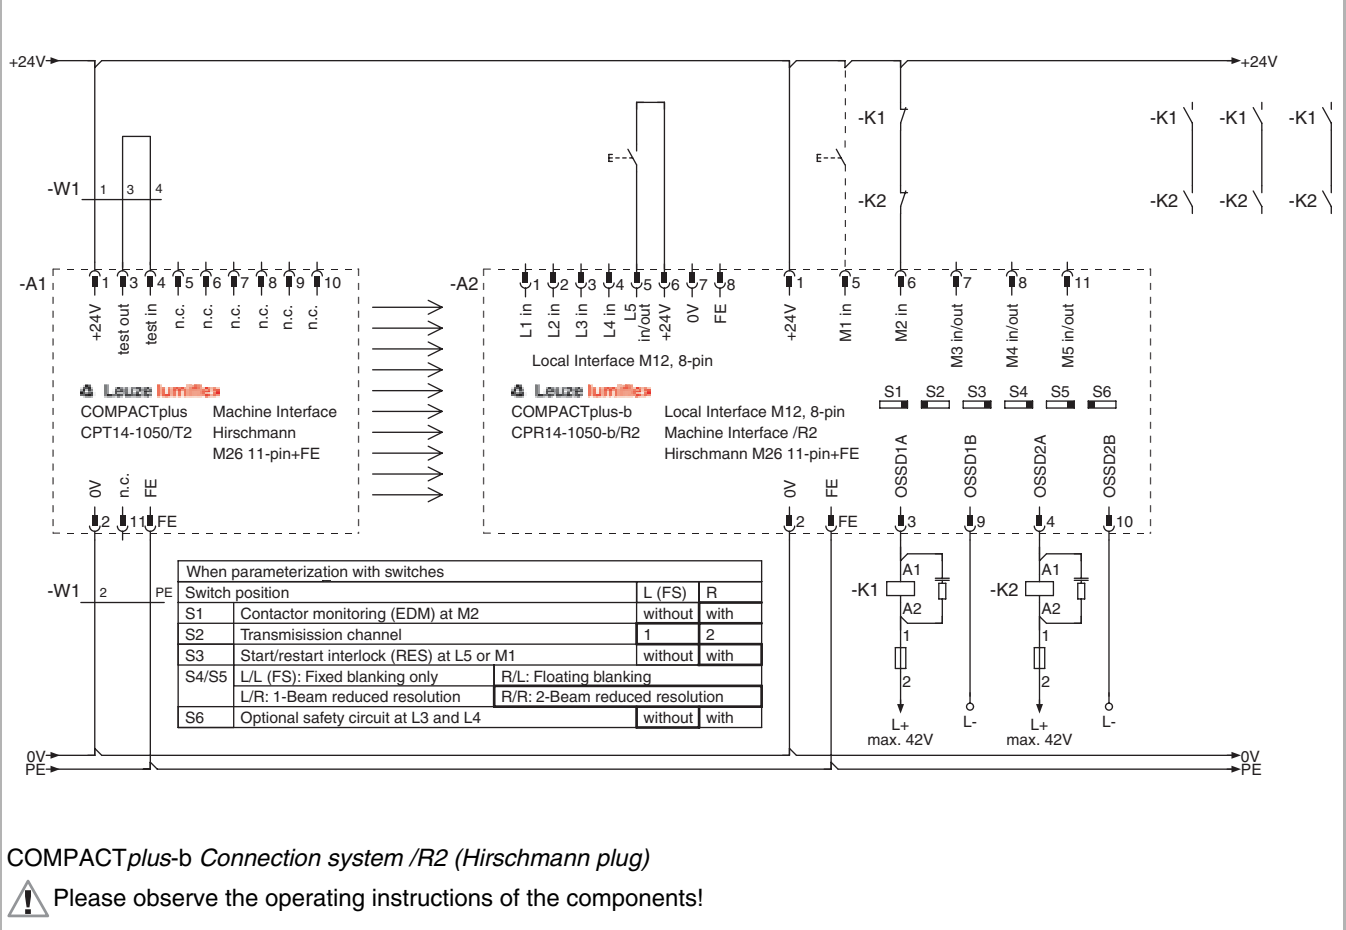 +24V
+24V
-K1
-K1
-K1
-K1
E
E
-W1
1
3
4
-K2
-K2
-K2
-K2
-A1
1
3
4
5
6
7
8
9
10
-A2
1
2
3
4
5
6
7
8
1
5
6
7
8
11
+24V
test out
test in
n.c.
n.c.
n.c.
n.c.
n.c.
n.c.
L1 in
L2 in
L3 in
L4 in
L5
in/out
+24V
0V
FE
+24V
M1 in
M2 in
M3 in/out
M4 in/out
M5 in/out
Local Interface M12, 8-pin
Leuze lumiflex
COMPACTplus
Machine Interface
CPT14-1050/T2
Hirschmann
M26 11-pin+FE
Leuze lumiflex
COMPACTplus-b
Local Interface M12, 8-pin
CPR14-1050-b/R2
Machine Interface /R2
Hirschmann M26 11-pin+FE
S1
S2
S3
S4
S5
S6
0V
n.c.
FE
0V
FE
OSSD1A
OSSD1B
OSSD2A
OSSD2B
2
11
FE
2
FE
3
9
4
10
-W1
2
PE
When parameterization with switches
Switch position L (FS) R
S1 Contactor monitoring (EDM) at M2 without with
S2 Transmisission channel 1 2
S3 Start/restart interlock (RES) at L5 or M1 without with
S4/S5 L/L (FS): Fixed blanking only R/L: Floating blanking
L/R: 1-Beam reduced resolution R/R: 2-Beam reduced resolution
S6 Optional safety circuit at L3 and L4 without with
-K1
A1
A2
1
2
L+
max. 42V
L-
-K2
A1
A2
1
2
L+
max. 42V
L-
0V
0V
PE
PE
COMPACTplus-b Connection system /R2 (Hirschmann plug)
Please observe the operating instructions of the components!